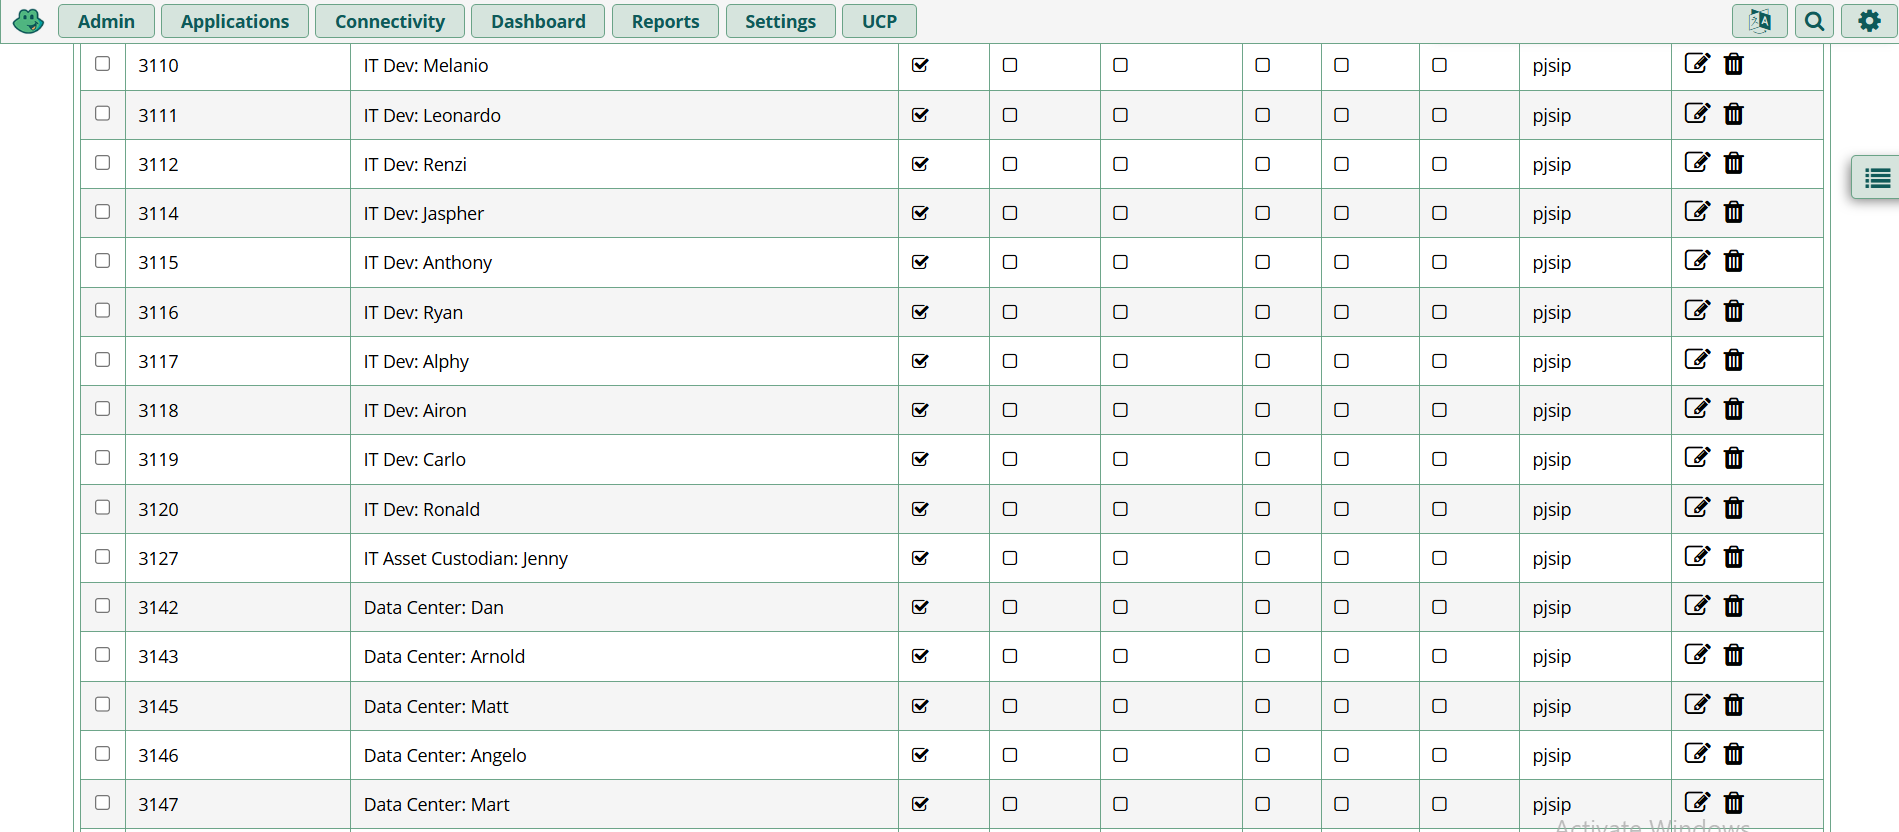 Admin Applications Connectivity Dashboard Reports Settings UCP
3110 IT Dev: Melanio pjsip
3111 IT Dev: Leonardo pjsip
3112 IT Dev: Renzi pjsip
3114 IT Dev: Jaspher pjsip
3115 IT Dev: Anthony pjsip
3116 IT Dev: Ryan pjsip
3117 IT Dev: Alphy pjsip
3118 IT Dev: Airon pjsip
3119 IT Dev: Carlo pjsip
3120 IT Dev: Ronald pjsip
3127 IT Asset Custodian: Jenny pjsip
3142 Data Center: Dan pjsip
3143 Data Center: Arnold pjsip
3145 Data Center: Matt pjsip
3146 Data Center: Angelo pjsip
3147 Data Center: Mart pjsip
Activate Windows